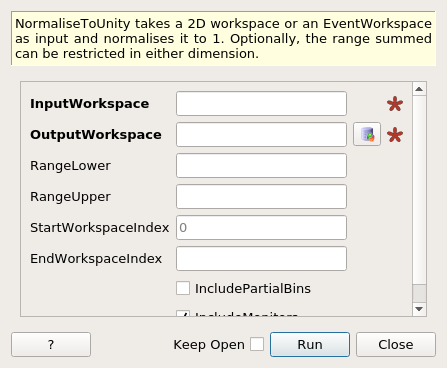 NormaliseToUnity takes a 2D workspace or an EventWorkspace
as input and normalises it to 1. Optionally, the range summed
can be restricted in either dimension.
InputWorkspace
OutputWorkspace
RangeLower
RangeUpper
StartWorkspaceIndex 0
EndWorkspaceIndex
IncludePartialBins
IncludeMonitors
? Keep Open Run Close